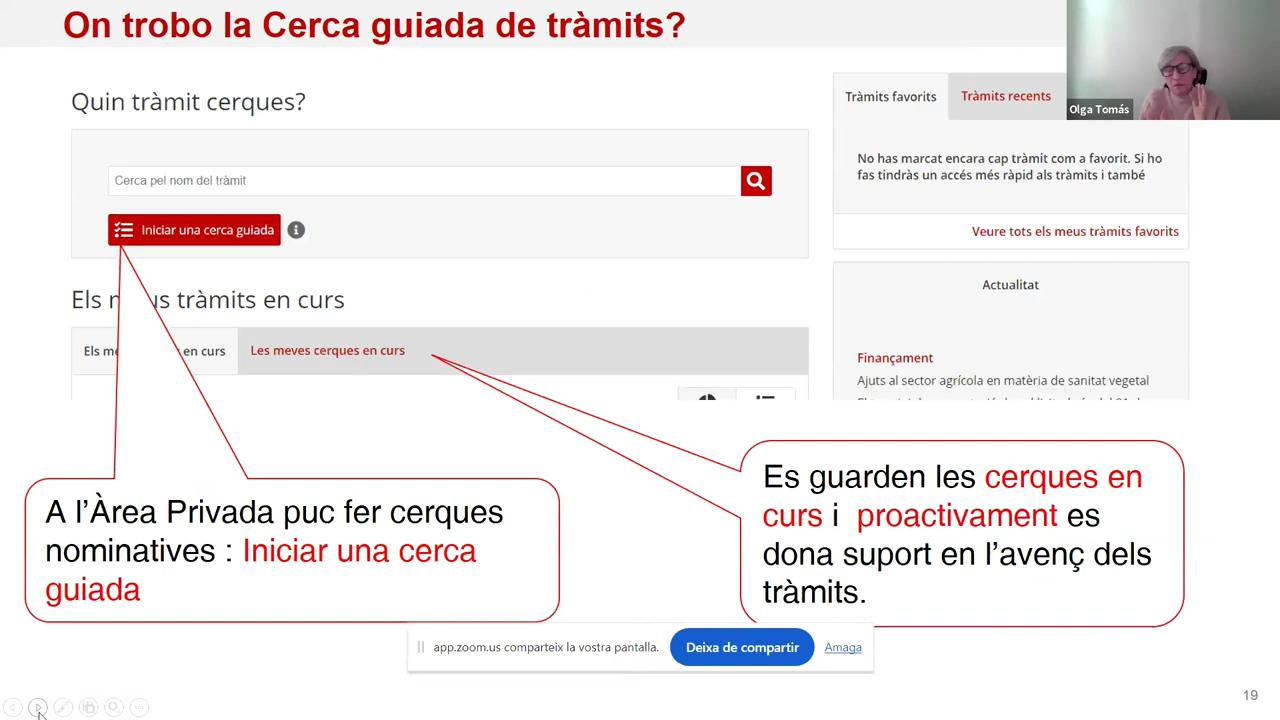 On trobo la Cerca guiada de tràmits?
Olga Tomás
Quin tràmit cerques?
Cerca pel nom del tràmit
Iniciar una cerca guiada
Tràmits favorits
Tràmits recents
No has marcat encara cap tràmit com a favorit. Si ho
fas tindràs un accés més ràpid als tràmits i també
Veure tots els meus tràmits favorits
Els meus tràmits en curs
en curs
Les meves cerques en curs
Actualitat
Finançament
Ajuts al sector agrícola en matèria de sanitat vegetal
A l’Àrea Privada puc fer cerques
nominatives : Iniciar una cerca
guiada
Es guarden les cerques en
curs i proactivament es
dona suport en l’avenç dels
tràmits.
app.zoom.us comparteix la vostra pantalla.
Deixa de compartir
Amaga
19